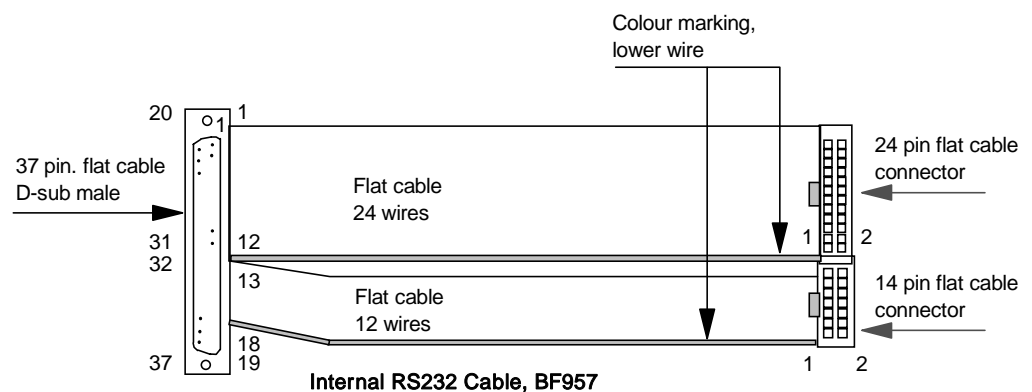 Colour marking,
lower wire
20 1
1
37 pin. flat cable
D-sub male
Flat cable
24 wires
24 pin flat cable
connector
31 12 1 2
32 13
Flat cable
12 wires
14 pin flat cable
connector
18
37 19 1 2
Internal RS232 Cable, BF957